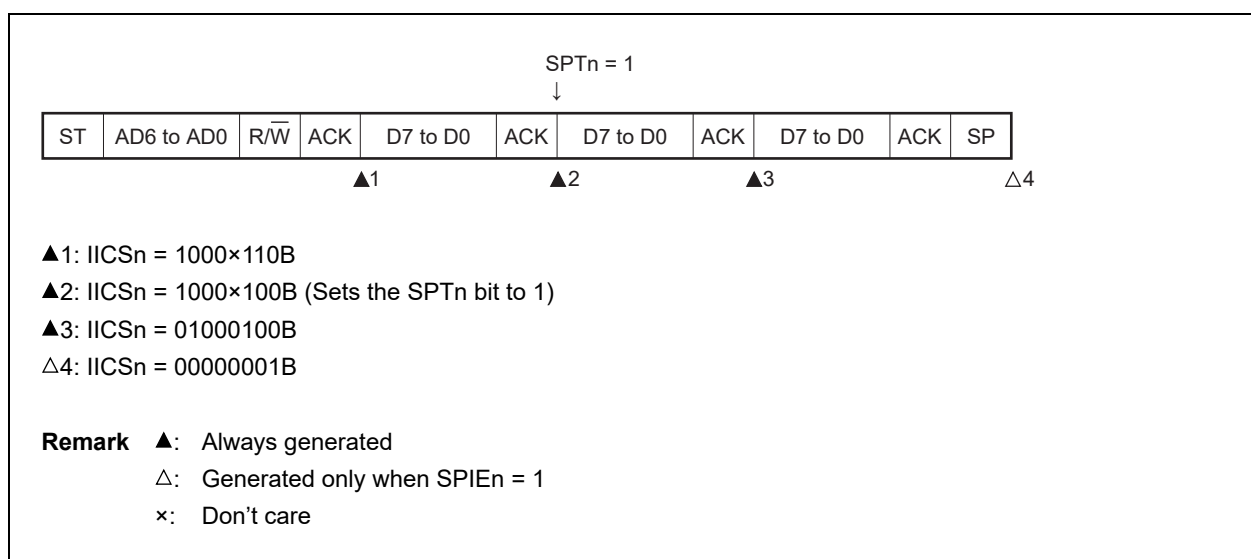 SPTn = 1
↓
ST AD6 to AD0 R/W̅ ACK D7 to D0 ACK D7 to D0 ACK D7 to D0 ACK SP
▲1 ▲2 ▲3 △4
▲1: IICSn = 1000×110B
▲2: IICSn = 1000×100B (Sets the SPTn bit to 1)
▲3: IICSn = 01000100B
△4: IICSn = 00000001B
Remark ▲: Always generated
△: Generated only when SPIEn = 1
×: Don’t care